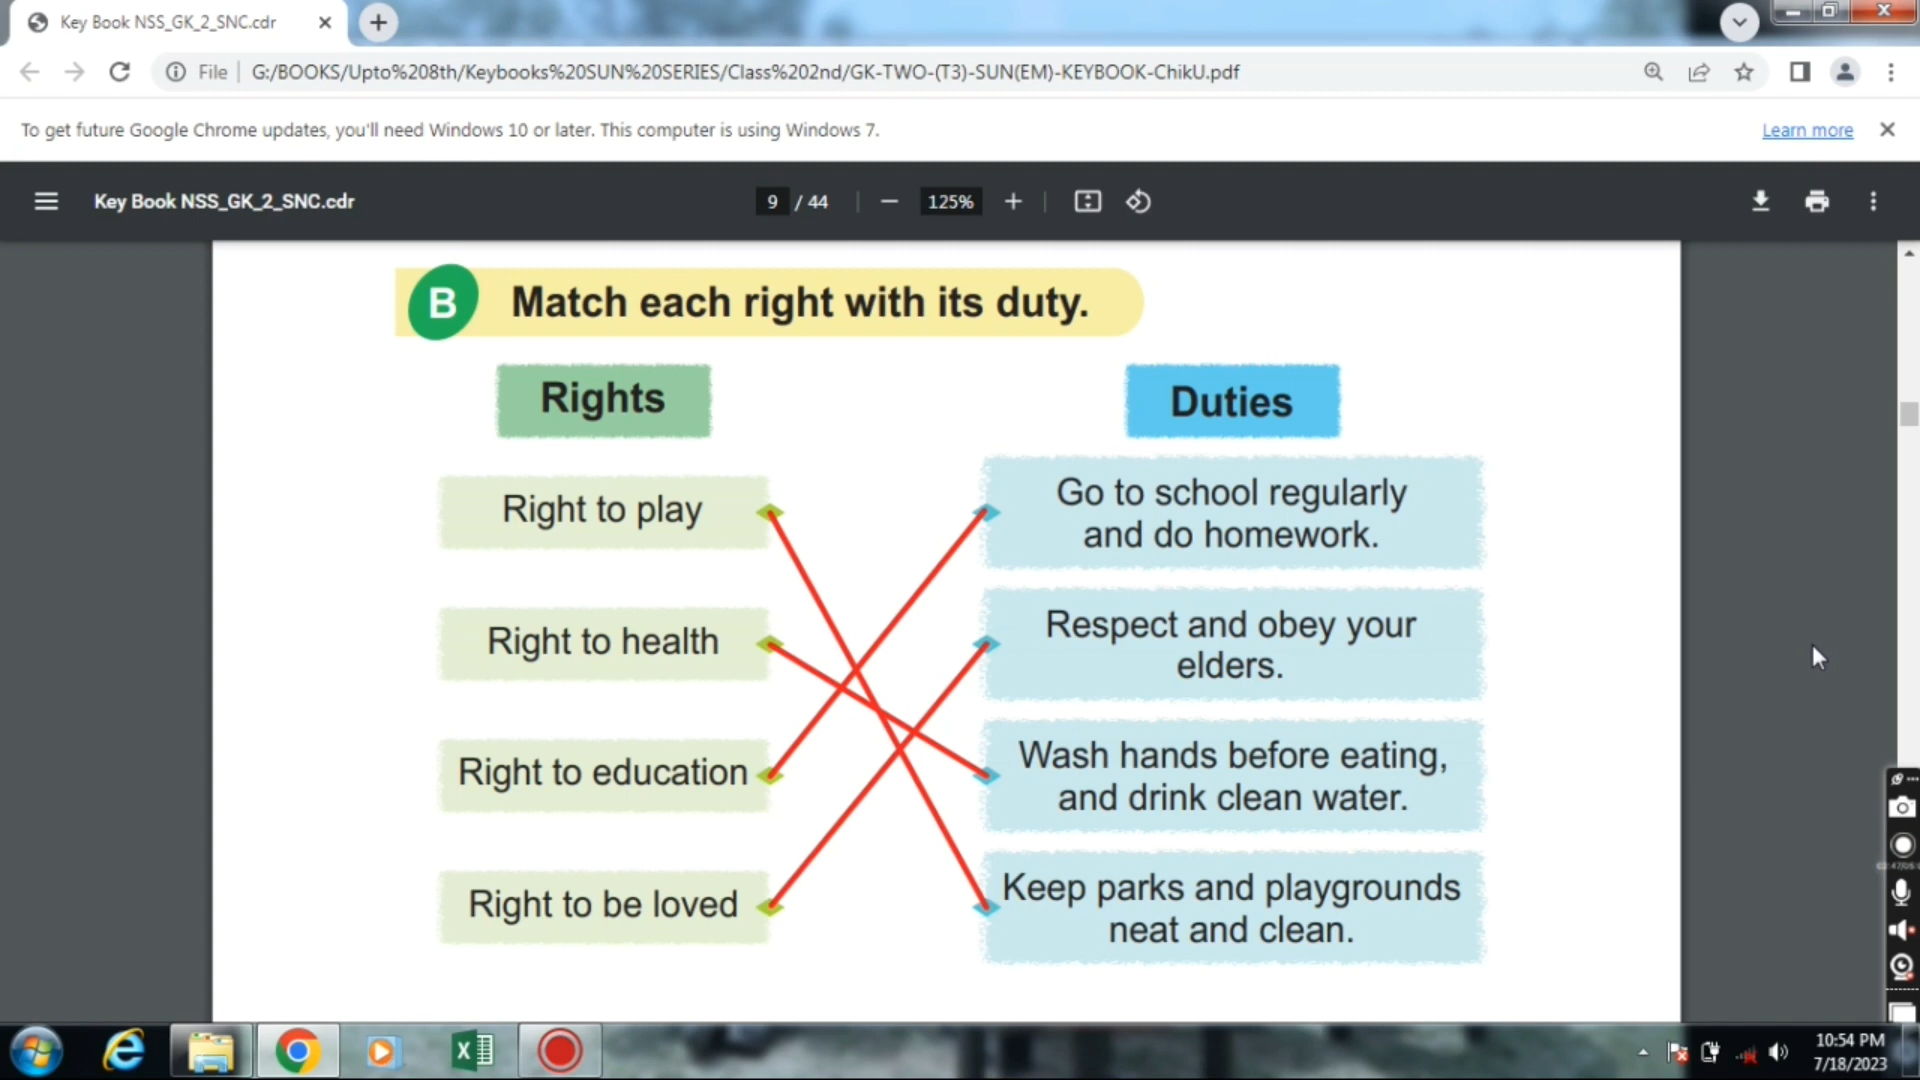 Key Book NSS_GK_2_SNC.cdr
File
G:/BOOKS/Upto%208th/Keybooks%20SUN%20SERIES/Class%202nd/GK-TWO-(T3)-SUN(EM)-KEYBOOK-ChikU.pdf
To get future Google Chrome updates, you'll need Windows 10 or later. This computer is using Windows 7.
Learn more
Key Book NSS_GK_2_SNC.cdr
9 / 44
125%
B Match each right with its duty.
Rights
Duties
Right to play
Go to school regularly
and do homework.
Right to health
Respect and obey your
elders.
Right to education
Wash hands before eating,
and drink clean water.
Right to be loved
Keep parks and playgrounds
neat and clean.
10:54 PM
7/18/2023